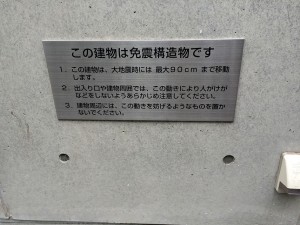 この建物は免震構造物です
1. この建物は、大地震時には 最大90cm まで移動
します。
2. 出入り口や建物周囲では、この動きにより人がけが
などをしないようあらかじめ注意してください。
3. 建物周辺には、この動きを妨げるようなものを置か
ないでください。